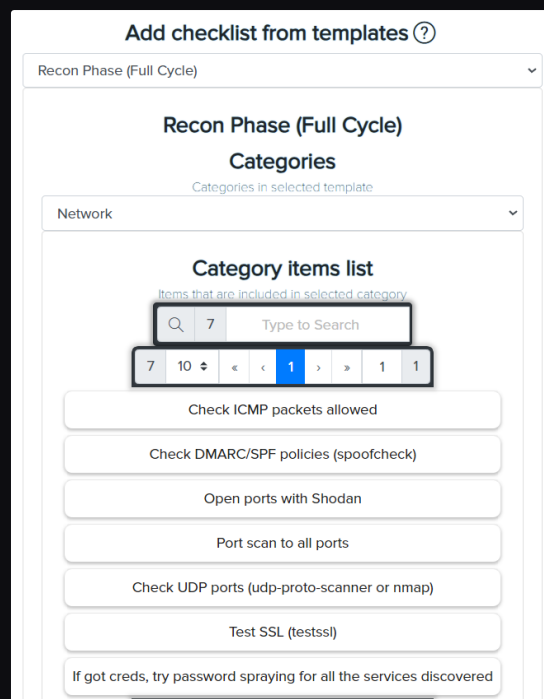 Add checklist from templates ?
Recon Phase (Full Cycle)
Recon Phase (Full Cycle)
Categories
Categories in selected template
Network
Category items list
Items that are included in selected category
7 Type to Search
7 10 « ‹ 1 › » 1 1
Check ICMP packets allowed
Check DMARC/SPF policies (spoofcheck)
Open ports with Shodan
Port scan to all ports
Check UDP ports (udp-proto-scanner or nmap)
Test SSL (testssl)
If got creds, try password spraying for all the services discovered